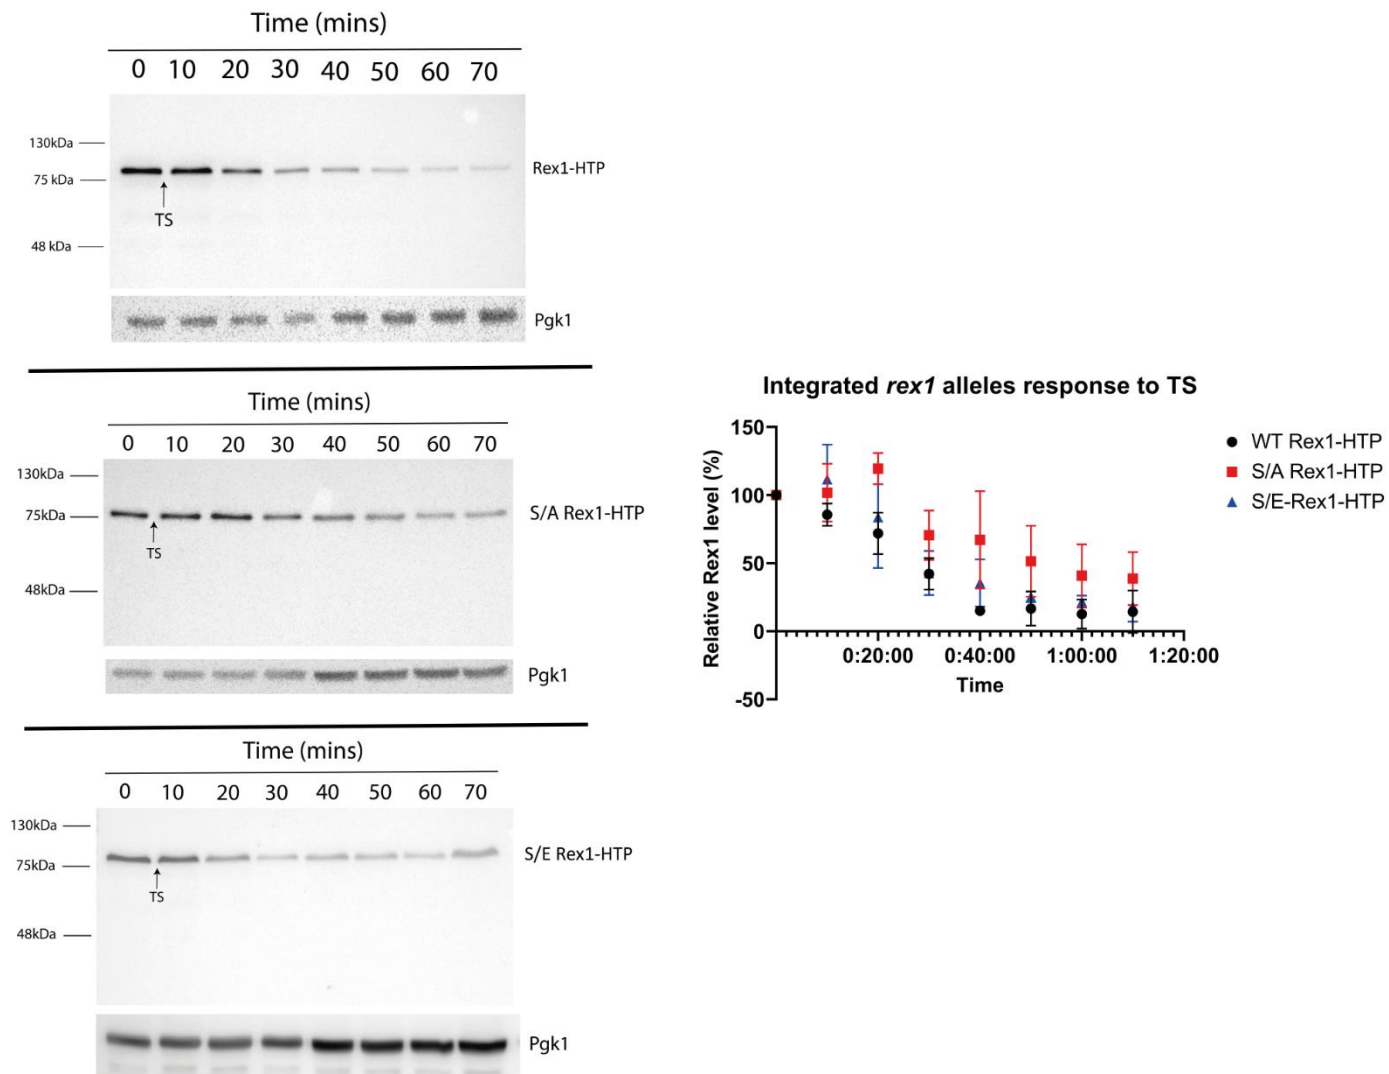 Time (mins)
0 10 20 30 40 50 60 70
130kDa
Rex1-HTP
75 kDa
TS
48 kDa
Pgk1
Time (mins)
0 10 20 30 40 50 60 70
130kDa
75kDa
S/A Rex1-HTP
TS
48kDa
Pgk1
Time (mins)
0 10 20 30 40 50 60 70
130kDa
S/E Rex1-HTP
75kDa
TS
48kDa
Pgk1
Integrated rex1 alleles response to TS
Relative Rex1 level (%)
150
100
50
0
-50
0:20:00 0:40:00 1:00:00 1:20:00
Time
WT Rex1-HTP
S/A Rex1-HTP
S/E-Rex1-HTP